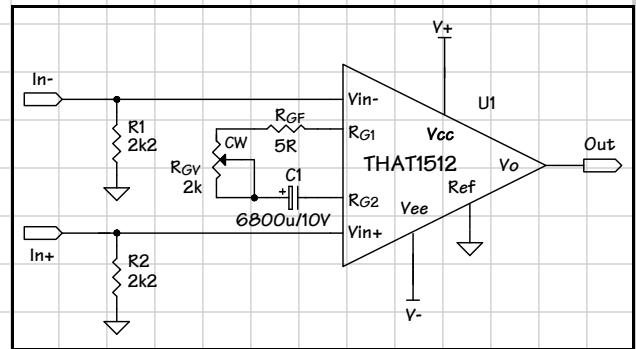 V+
In-
Vin-
U1
R1
2k2
RGF
CW
RG1
5R
Vcc
Out
RGV
2k
THAT1512
Vo
C1
+
RG2
Ref
6800u/10V
Vee
Vin+
In+
R2
2k2
V-